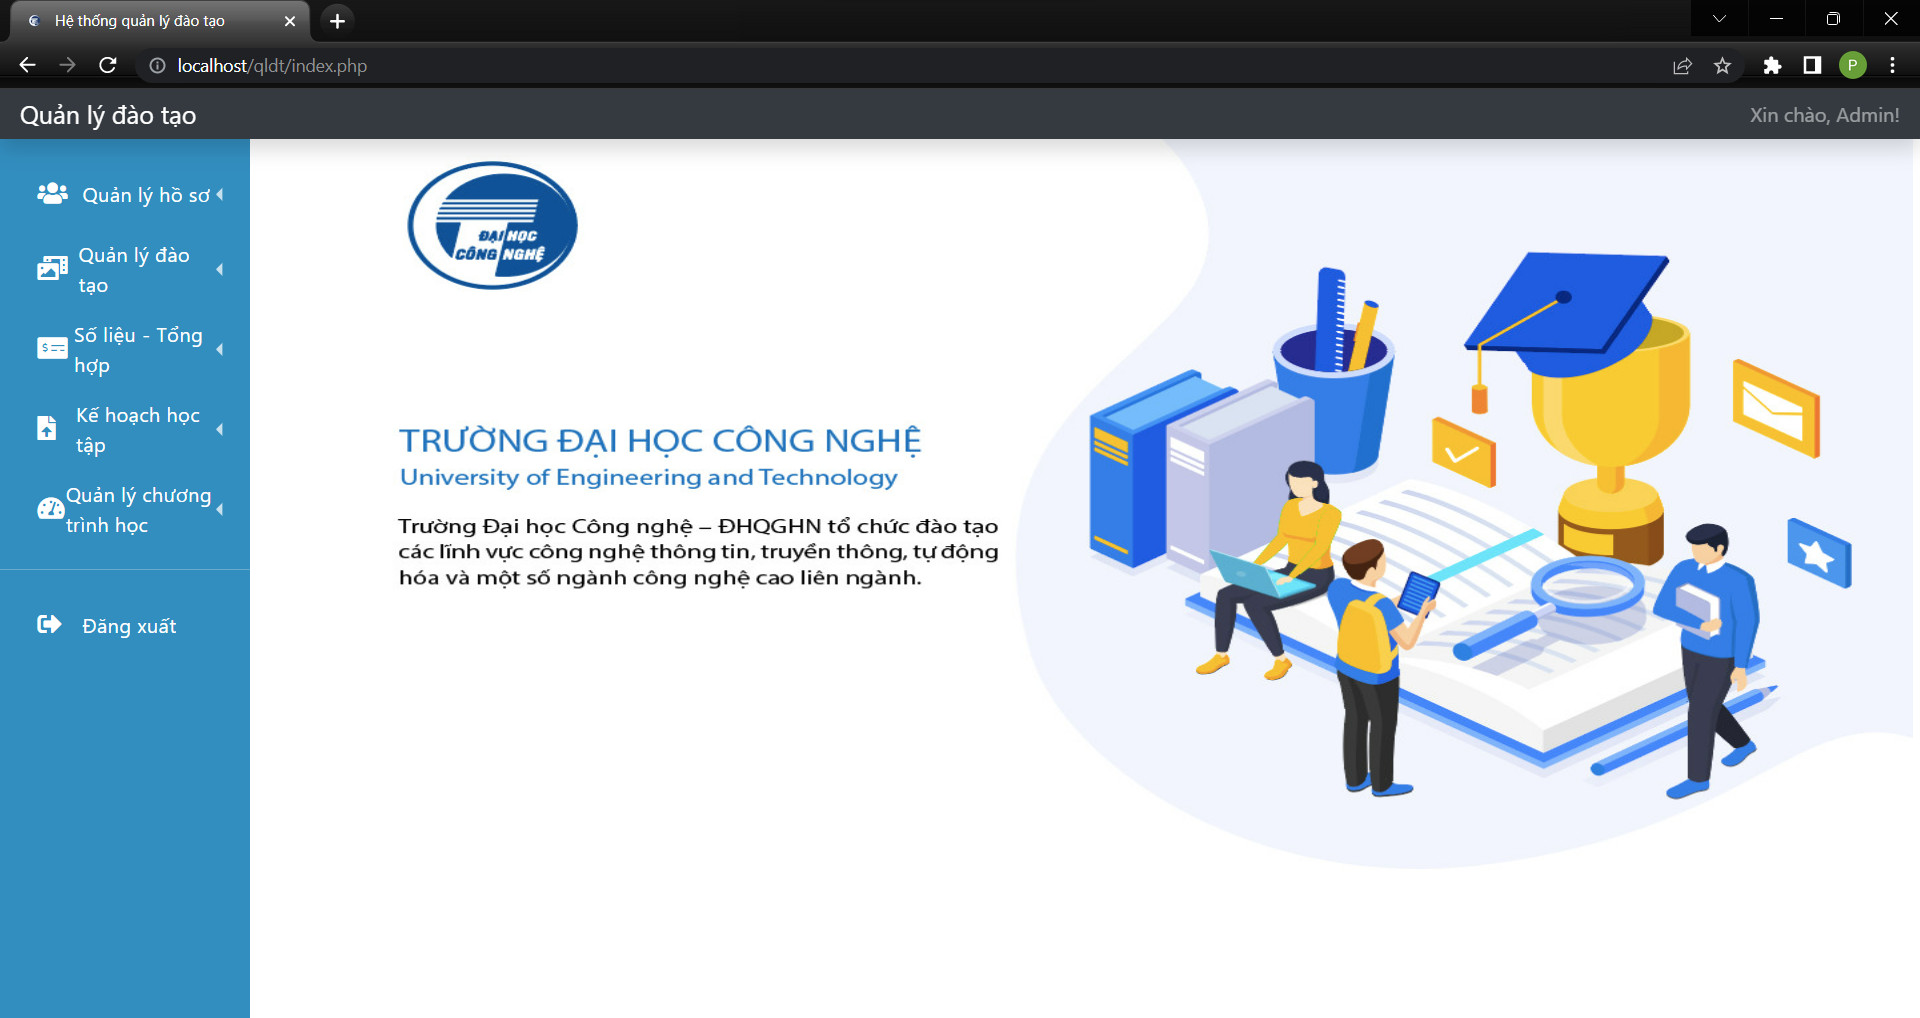 Hệ thống quản lý đào tạo
localhost/qldt/index.php
P
Quản lý đào tạo
Xin chào, Admin!
Quản lý hồ sơ
Quản lý đào
tạo
Số liệu - Tổng
hợp
Kế hoạch học
tập
Quản lý chương
trình học
Đăng xuất
ĐẠI HỌC
CÔNG NGHỆ
TRƯỜNG ĐẠI HỌC CÔNG NGHỆ
University of Engineering and Technology
Trường Đại học Công nghệ – ĐHQGHN tổ chức đào tạo
các lĩnh vực công nghệ thông tin, truyền thông, tự động
hóa và một số ngành công nghệ cao liên ngành.